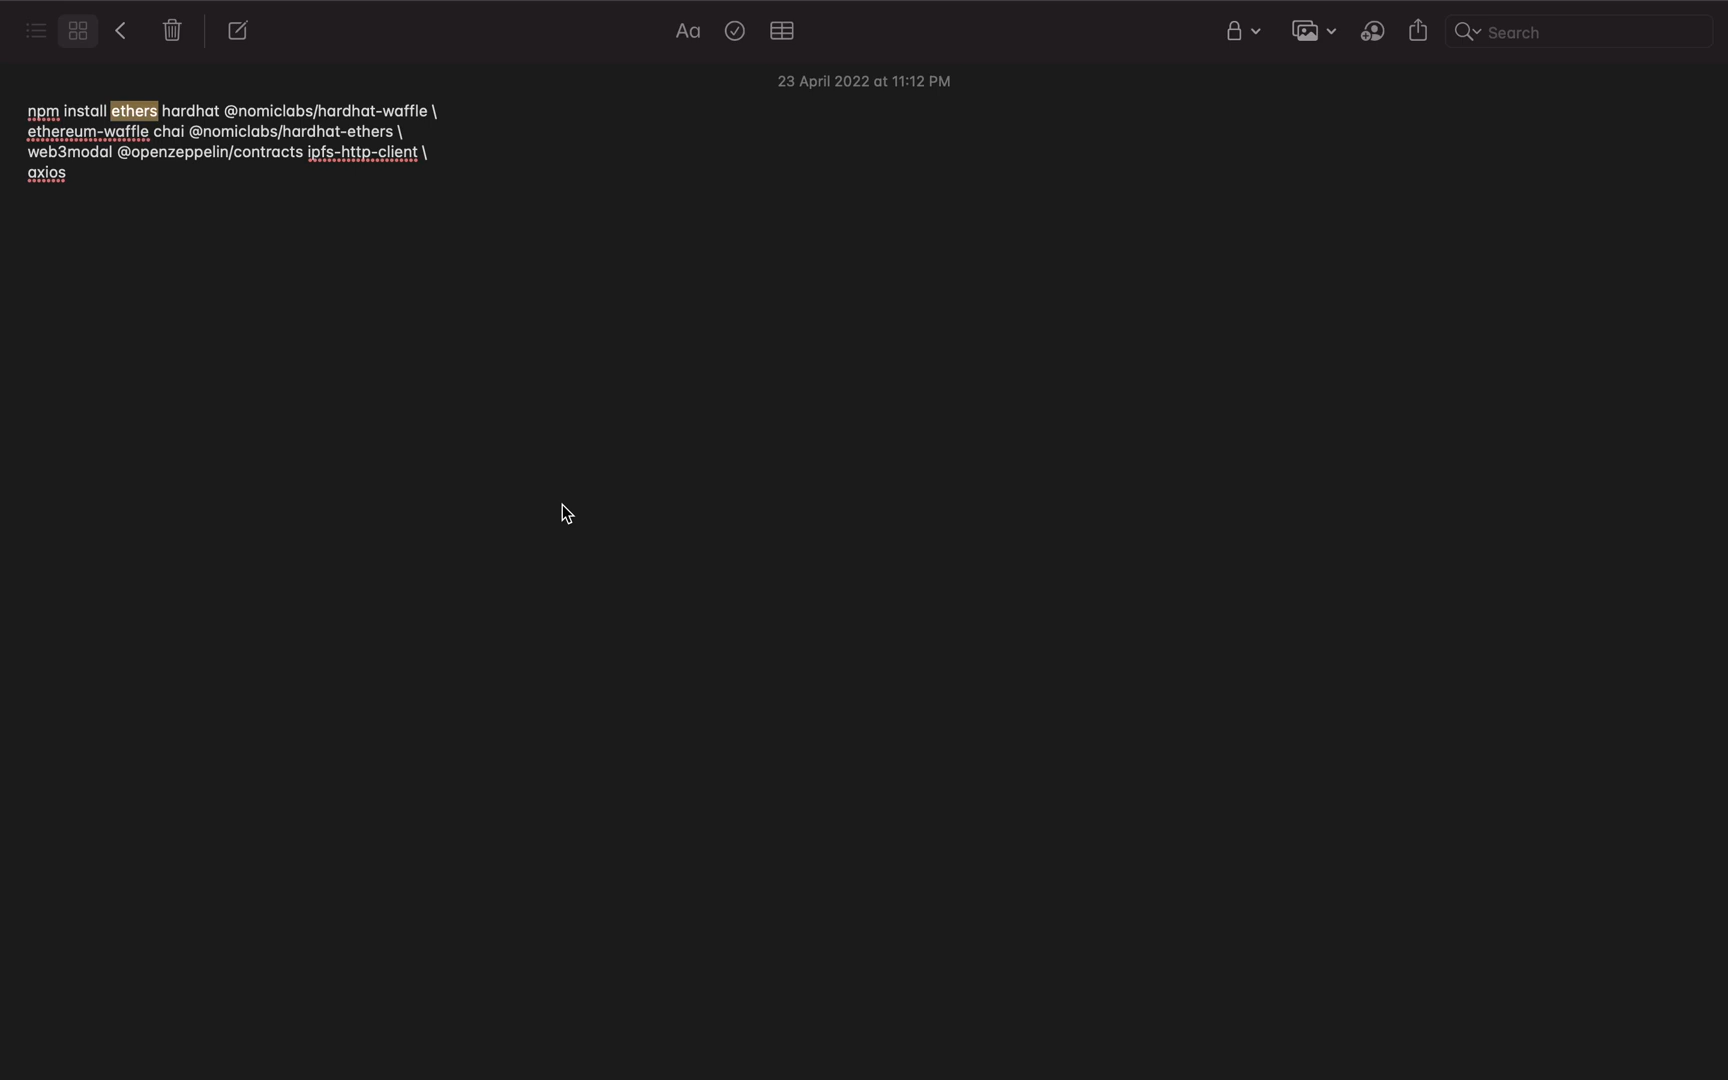 Aa
Search
23 April 2022 at 11:12 PM
npm install ethers hardhat @nomiclabs/hardhat-waffle \
ethereum-waffle chai @nomiclabs/hardhat-ethers \
web3modal @openzeppelin/contracts ipfs-http-client \
axios